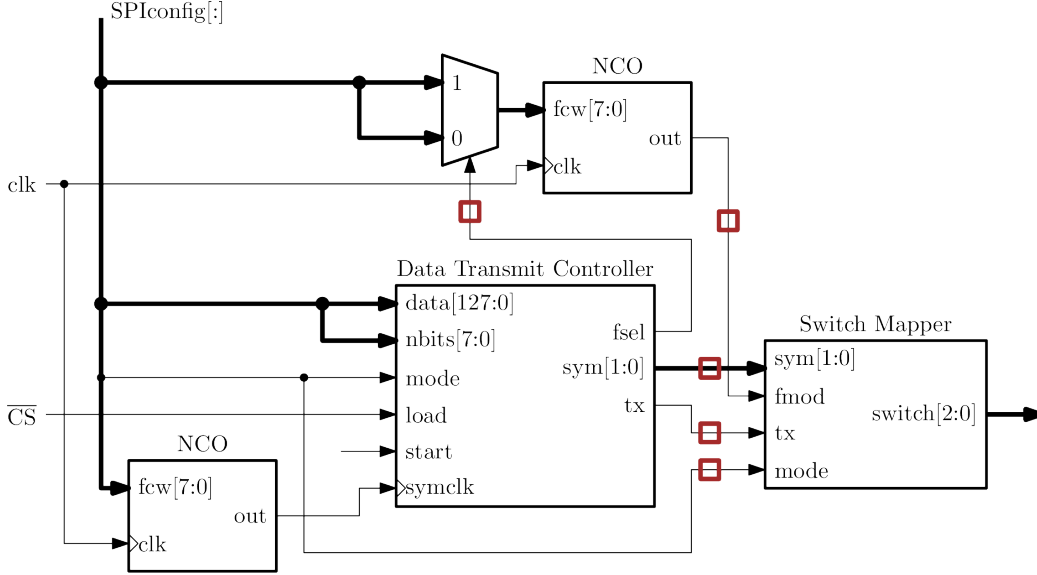 SPIconfig[:]
NCO
1
fcw[7:0]
0
out
clk
clk
Data Transmit Controller
data[127:0]
Switch Mapper
fsel
nbits[7:0]
sym[1:0]
sym[1:0]
mode
fmod
tx
CS
load
switch[2:0]
tx
NCO
start
mode
fcw[7:0]
symclk
out
clk